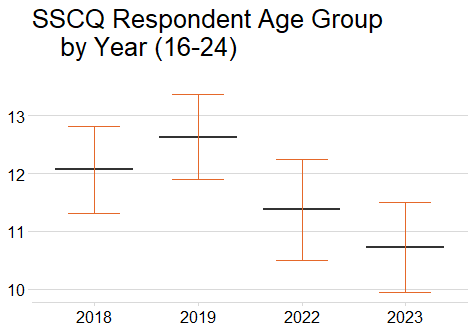 SSCQ Respondent Age Group
by Year (16-24)
13
12
11
10
2018 2019 2022 2023